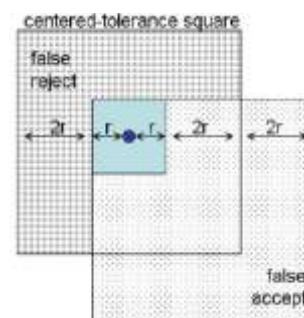 centered-tolerance square
false
reject
2r r r 2r 2r
false
accept